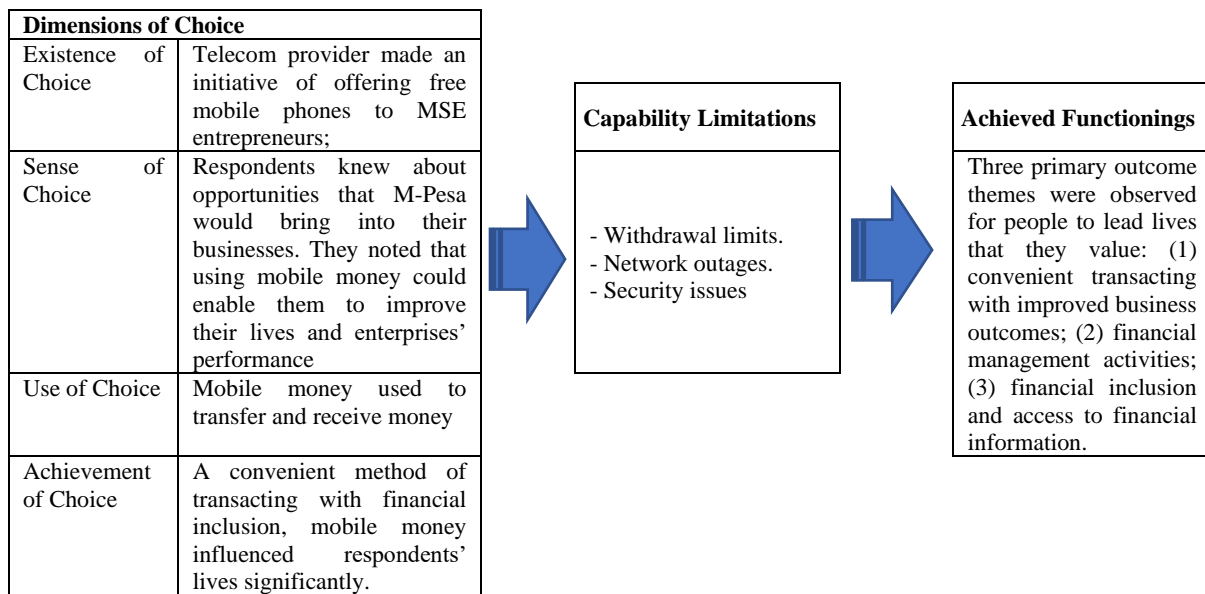 Dimensions of Choice
Existence of
Choice
Telecom provider made an
initiative of offering free
mobile phones to MSE
entrepreneurs;
Sense of
Choice
Respondents knew about
opportunities that M-Pesa
would bring into their
businesses. They noted that
using mobile money could
enable them to improve
their lives and enterprises’
performance
Use of Choice
Mobile money used to
transfer and receive money
Achievement
of Choice
A convenient method of
transacting with financial
inclusion, mobile money
influenced respondents’
lives significantly.
Capability Limitations
- Withdrawal limits.
- Network outages.
- Security issues
Achieved Functionings
Three primary outcome
themes were observed
for people to lead lives
that they value: (1)
convenient transacting
with improved business
outcomes; (2) financial
management activities;
(3) financial inclusion
and access to financial
information.